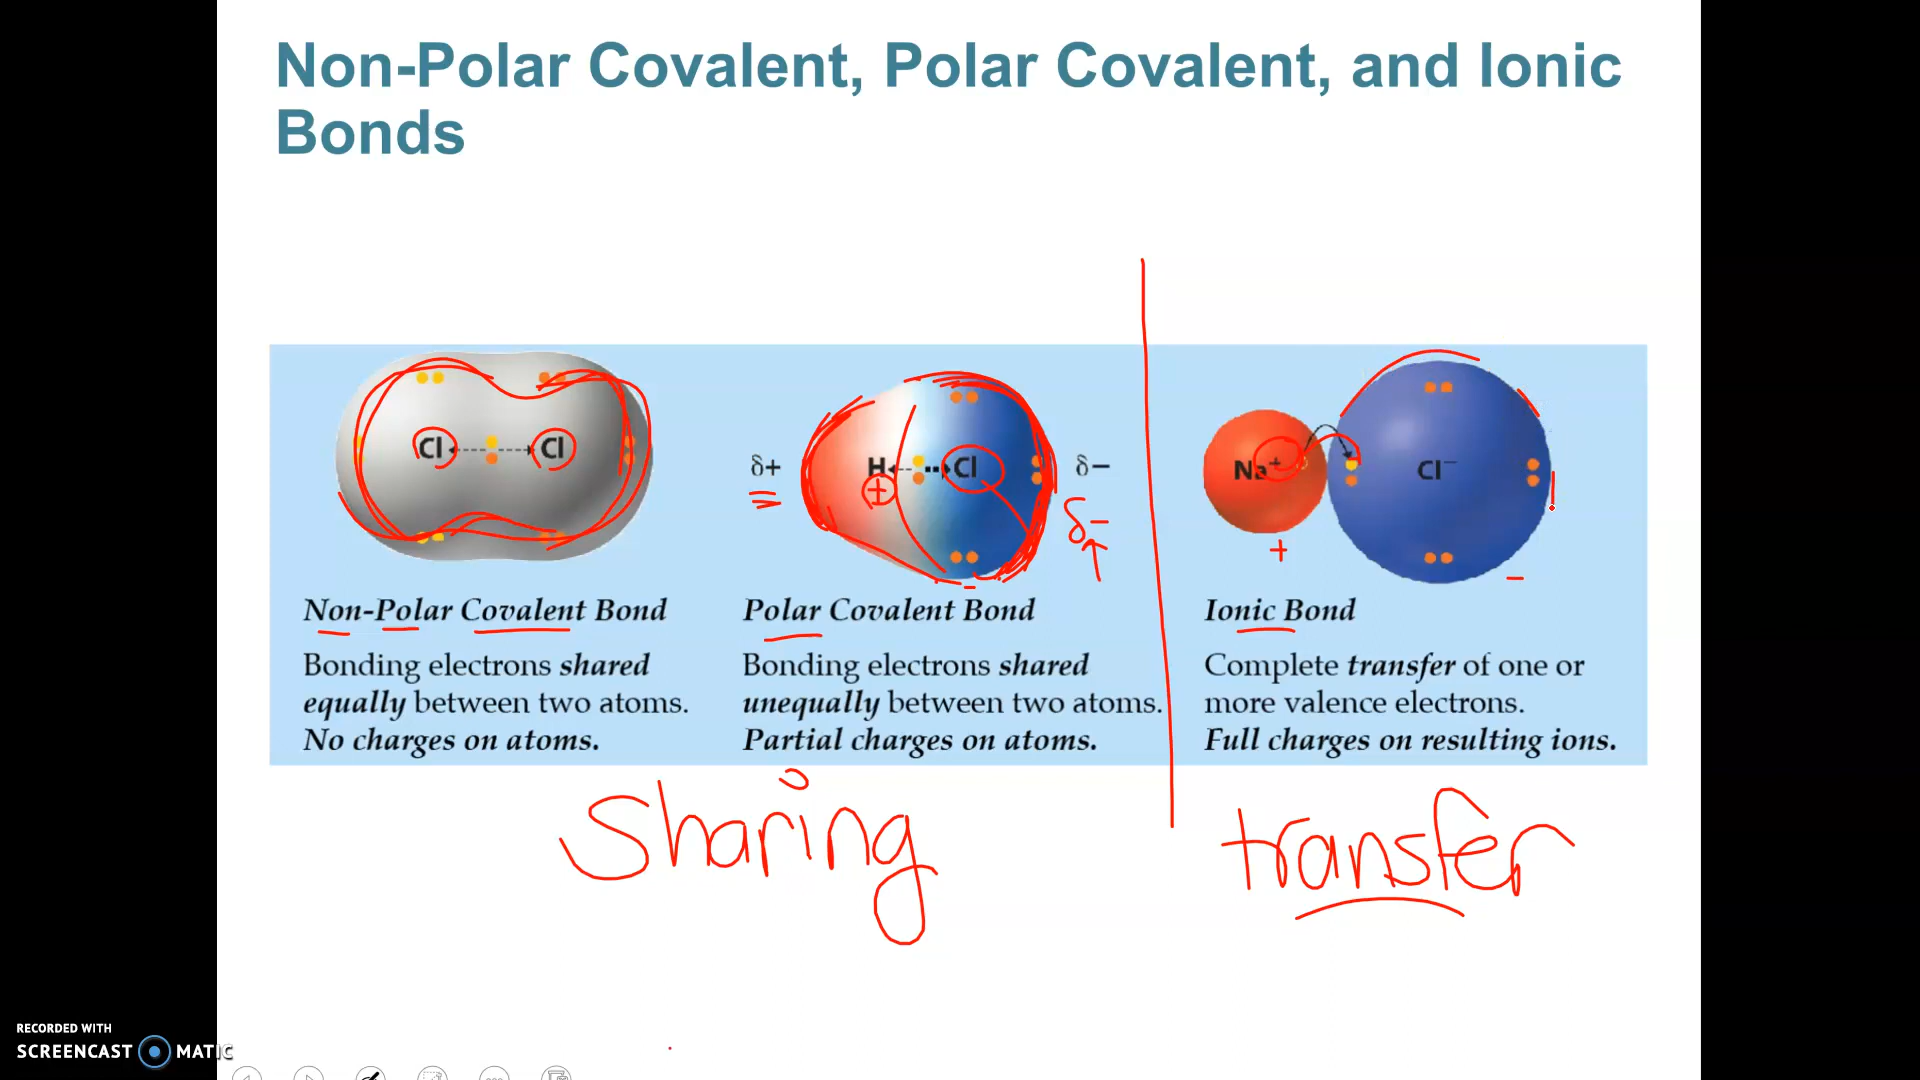 Non-Polar Covalent, Polar Covalent, and Ionic
Bonds
Cl Cl
δ+ H Cl δ−
+
δ−
Na+ Cl−
+ −
Non-Polar Covalent Bond
Bonding electrons shared
equally between two atoms.
No charges on atoms.
Polar Covalent Bond
Bonding electrons shared
unequally between two atoms.
Partial charges on atoms.
Ionic Bond
Complete transfer of one or
more valence electrons.
Full charges on resulting ions.
Sharing
transfer
RECORDED WITH
SCREENCAST MATIC